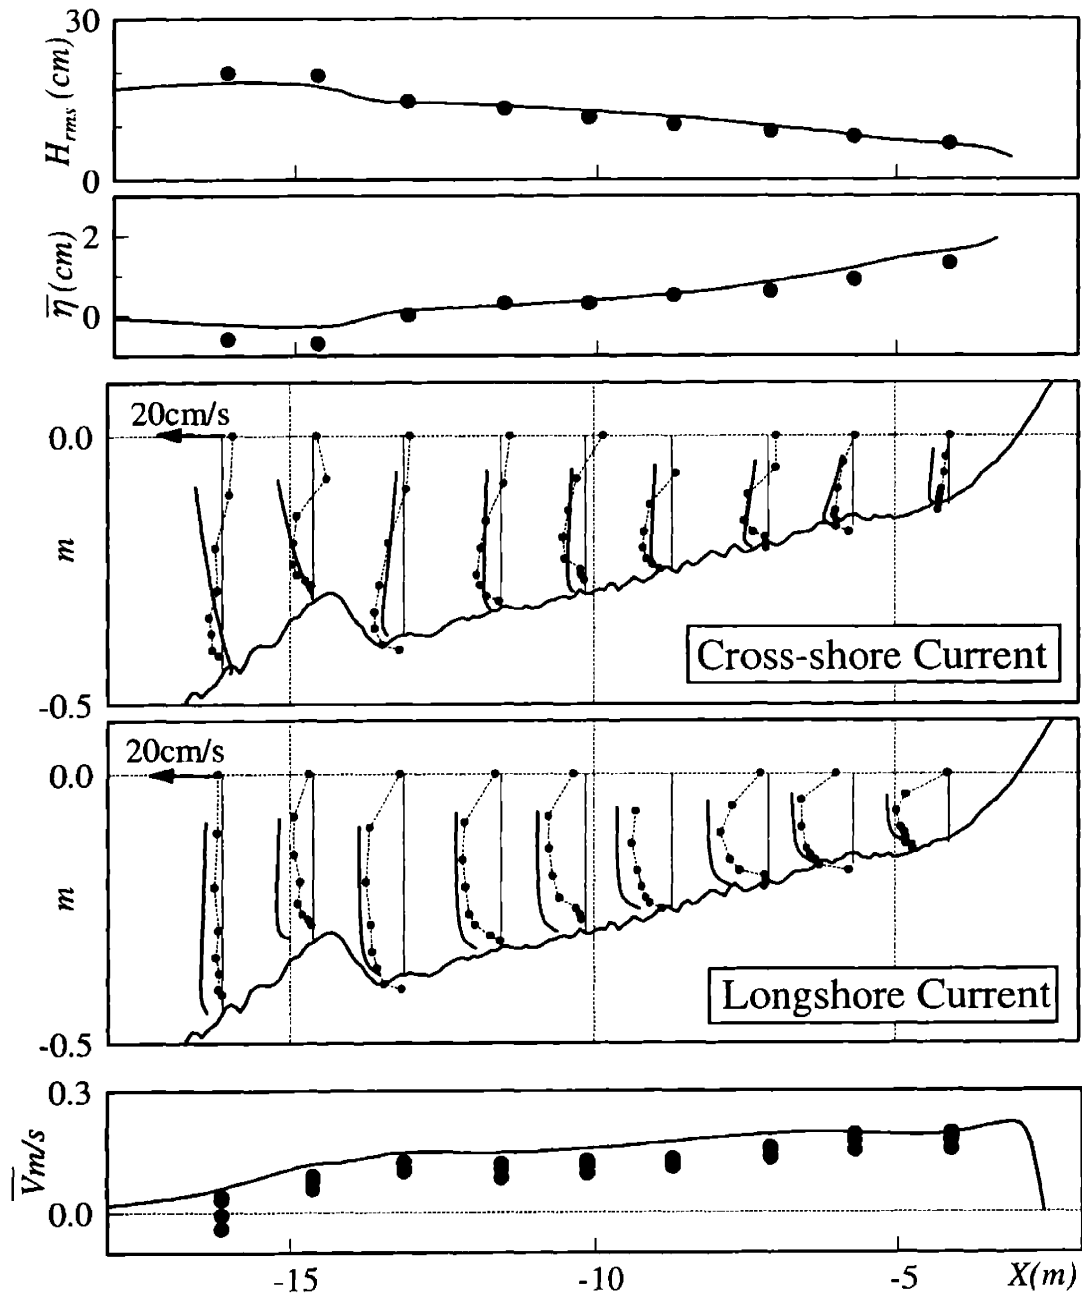 30
H_rms (cm)
0
2
η̅ (cm)
0
20cm/s
0.0
m
Cross-shore Current
-0.5
20cm/s
0.0
m
Longshore Current
-0.5
0.3
V̅ m/s
0.0
-15 -10 -5 X(m)